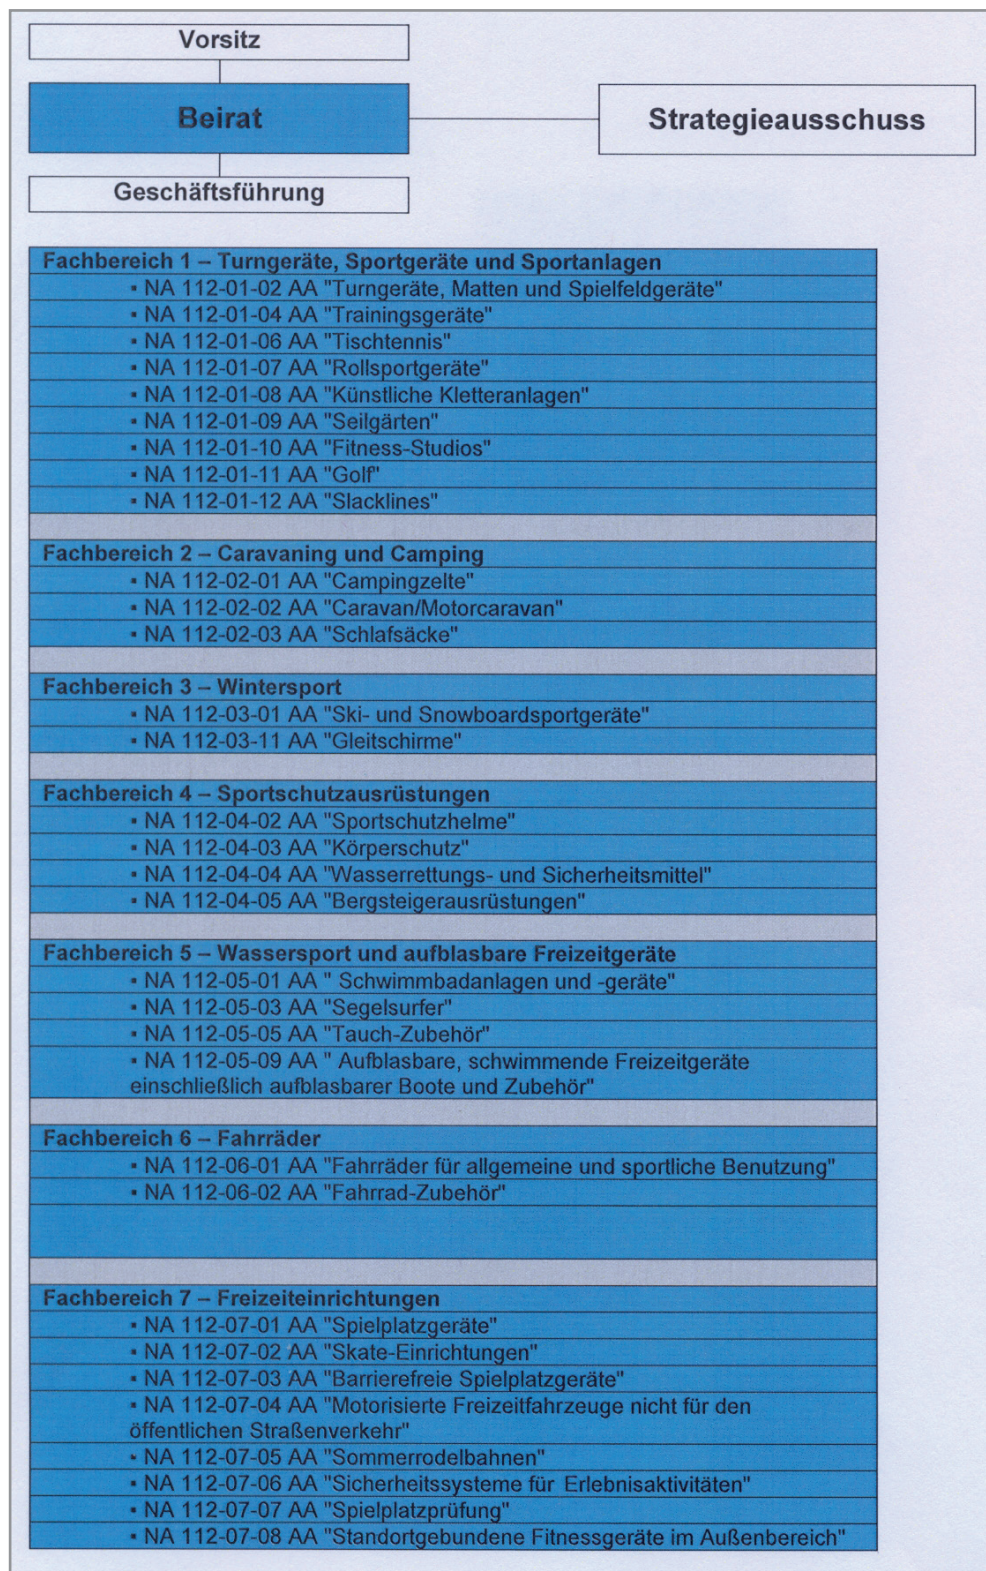 Vorsitz
Beirat
Strategieausschuss
Geschäftsführung
Fachbereich 1 – Turngeräte, Sportgeräte und Sportanlagen
▪ NA 112-01-02 AA "Turngeräte, Matten und Spielfeldgeräte"
▪ NA 112-01-04 AA "Trainingsgeräte"
▪ NA 112-01-06 AA "Tischtennis"
▪ NA 112-01-07 AA "Rollsportgeräte"
▪ NA 112-01-08 AA "Künstliche Kletteranlagen"
▪ NA 112-01-09 AA "Seilgärten"
▪ NA 112-01-10 AA "Fitness-Studios"
▪ NA 112-01-11 AA "Golf"
▪ NA 112-01-12 AA "Slacklines"
Fachbereich 2 – Caravaning und Camping
▪ NA 112-02-01 AA "Campingzelte"
▪ NA 112-02-02 AA "Caravan/Motorcaravan"
▪ NA 112-02-03 AA "Schlafsäcke"
Fachbereich 3 – Wintersport
▪ NA 112-03-01 AA "Ski- und Snowboardsportgeräte"
▪ NA 112-03-11 AA "Gleitschirme"
Fachbereich 4 – Sportschutzausrüstungen
▪ NA 112-04-02 AA "Sportschutzhelme"
▪ NA 112-04-03 AA "Körperschutz"
▪ NA 112-04-04 AA "Wasserrettungs- und Sicherheitsmittel"
▪ NA 112-04-05 AA "Bergsteigerausrüstungen"
Fachbereich 5 – Wassersport und aufblasbare Freizeitgeräte
▪ NA 112-05-01 AA " Schwimmbadanlagen und -geräte"
▪ NA 112-05-03 AA "Segelsurfer"
▪ NA 112-05-05 AA "Tauch-Zubehör"
▪ NA 112-05-09 AA " Aufblasbare, schwimmende Freizeitgeräte
einschließlich aufblasbarer Boote und Zubehör"
Fachbereich 6 – Fahrräder
▪ NA 112-06-01 AA "Fahrräder für allgemeine und sportliche Benutzung"
▪ NA 112-06-02 AA "Fahrrad-Zubehör"
Fachbereich 7 – Freizeiteinrichtungen
▪ NA 112-07-01 AA "Spielplatzgeräte"
▪ NA 112-07-02 AA "Skate-Einrichtungen"
▪ NA 112-07-03 AA "Barrierefreie Spielplatzgeräte"
▪ NA 112-07-04 AA "Motorisierte Freizeitfahrzeuge nicht für den
öffentlichen Straßenverkehr"
▪ NA 112-07-05 AA "Sommerrodelbahnen"
▪ NA 112-07-06 AA "Sicherheitssysteme für Erlebnisaktivitäten"
▪ NA 112-07-07 AA "Spielplatzprüfung"
▪ NA 112-07-08 AA "Standortgebundene Fitnessgeräte im Außenbereich"